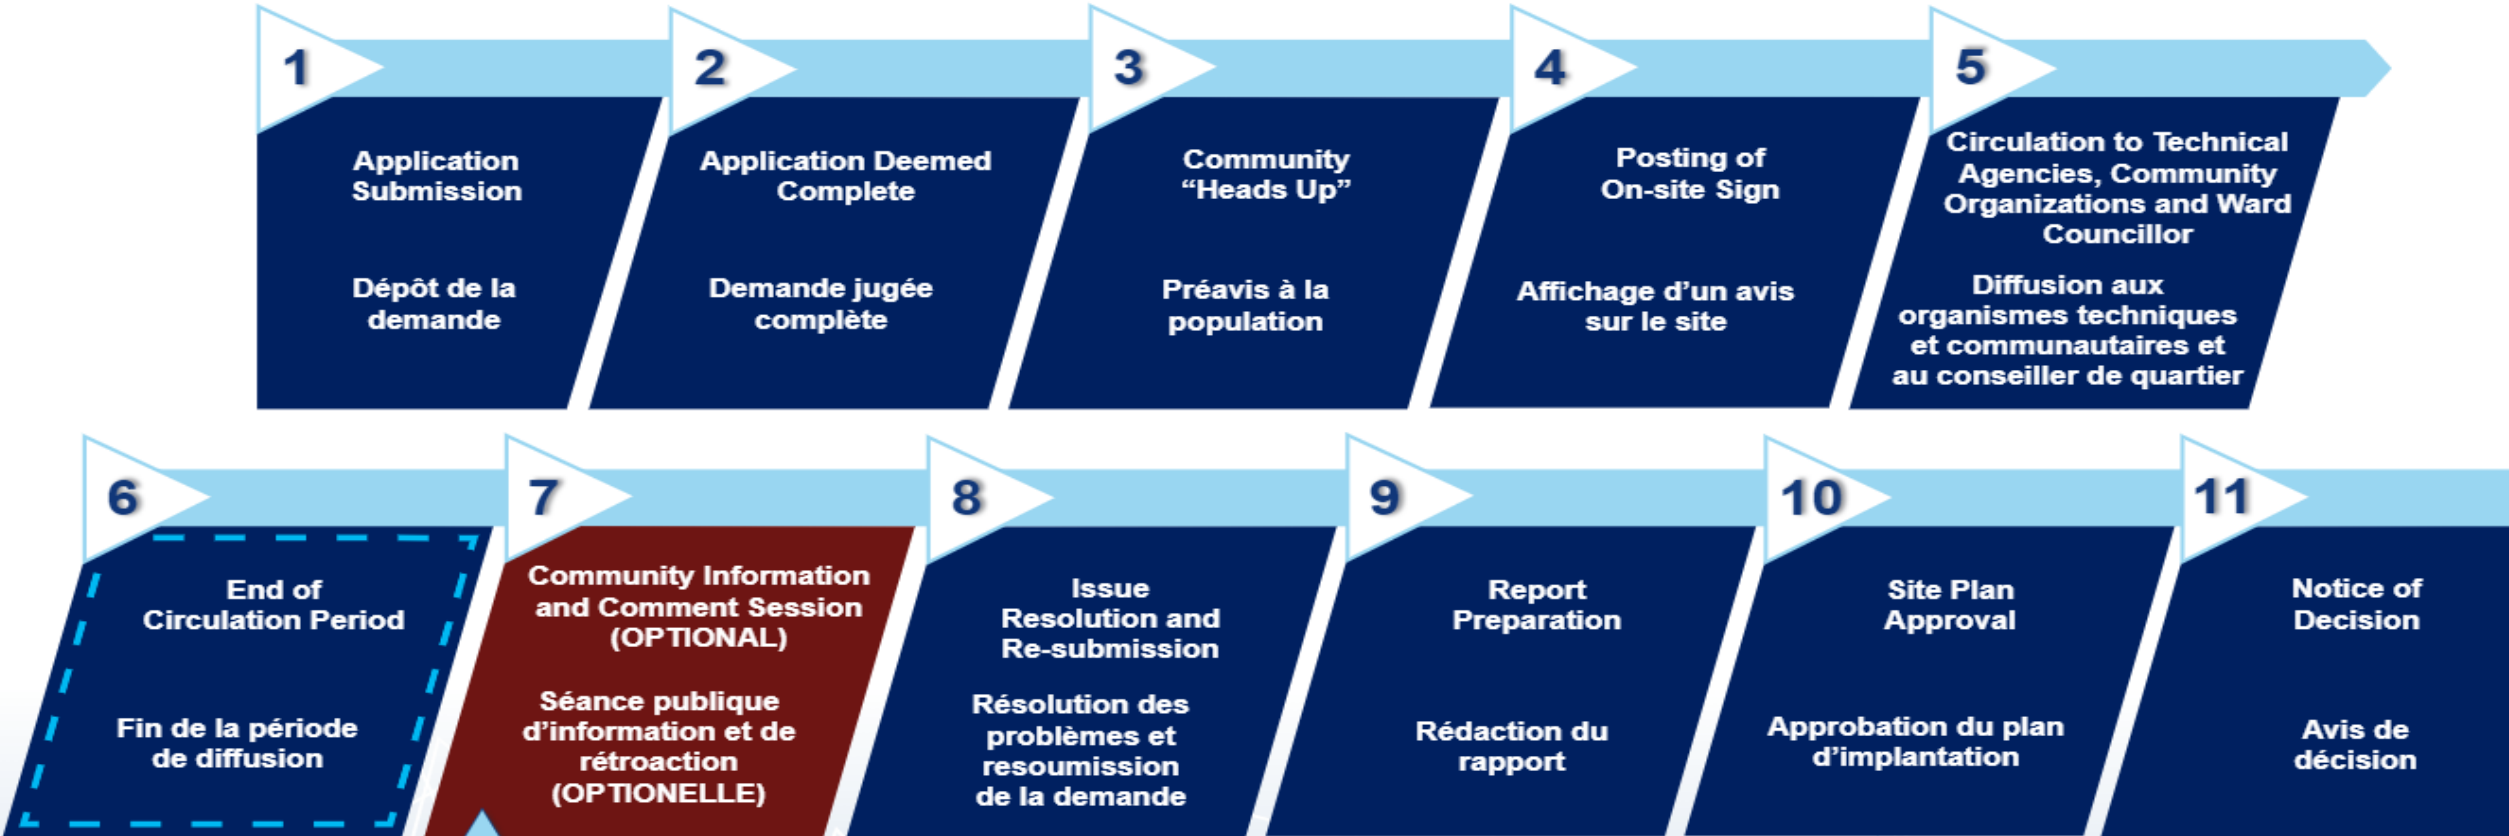 1
Application
Submission
Dépôt de la
demande
2
Application Deemed
Complete
Demande jugée
complète
3
Community
“Heads Up”
Préavis à la
population
4
Posting of
On-site Sign
Affichage d’un avis
sur le site
5
Circulation to Technical
Agencies, Community
Organizations and Ward
Councillor
Diffusion aux
organismes techniques
et communautaires et
au conseiller de quartier
6
End of
Circulation Period
Fin de la période
de diffusion
7
Community Information
and Comment Session
(OPTIONAL)
Séance publique
d’information et de
rétroaction
(OPTIONELLE)
8
Issue
Resolution and
Re-submission
Résolution des
problèmes et
resoumission
de la demande
9
Report
Preparation
Rédaction du
rapport
10
Site Plan
Approval
Approbation du plan
d’implantation
11
Notice of
Decision
Avis de
décision